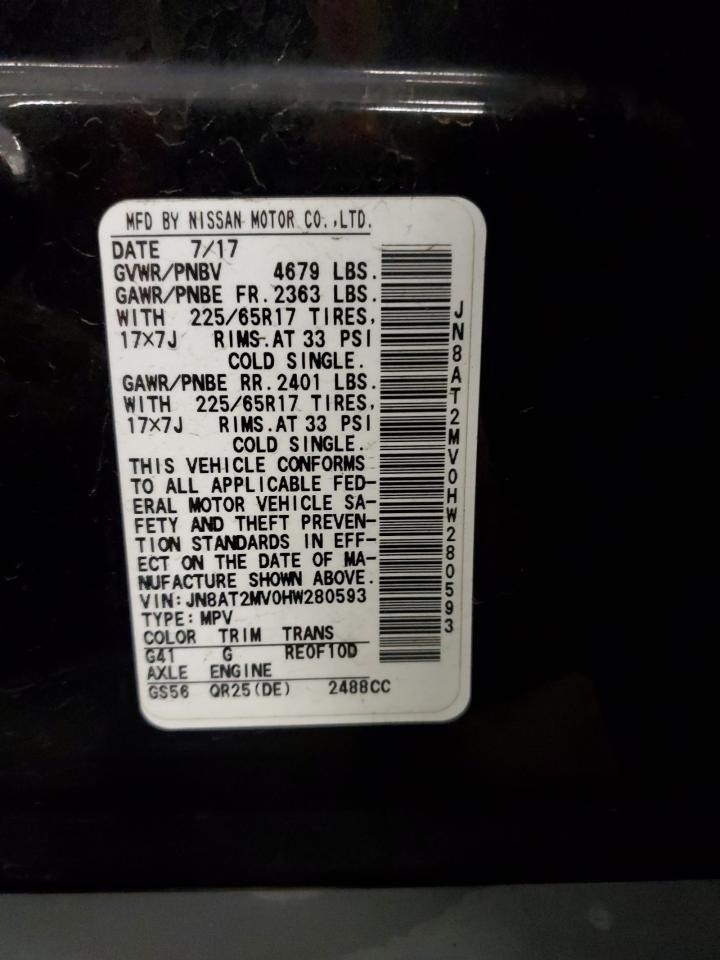 MFD BY NISSAN MOTOR CO.,LTD.
DATE 7/17
GVWR/PNBV 4679 LBS.
GAWR/PNBE FR. 2363 LBS.
WITH 225/65R17 TIRES,
17×7J RIMS.AT 33 PSI
COLD SINGLE.
GAWR/PNBE RR. 2401 LBS.
WITH 225/65R17 TIRES,
17×7J RIMS.AT 33 PSI
COLD SINGLE.
THIS VEHICLE CONFORMS
TO ALL APPLICABLE FED-
ERAL MOTOR VEHICLE SA-
FETY AND THEFT PREVEN-
TION STANDARDS IN EFF-
ECT ON THE DATE OF MA-
NUFACTURE SHOWN ABOVE.
VIN:JN8AT2MV0HW280593
TYPE:MPV
COLOR TRIM TRANS
G41 G RE0F10D
AXLE ENGINE
GS56 QR25(DE) 2488CC
JN8AT2MV0HW280593